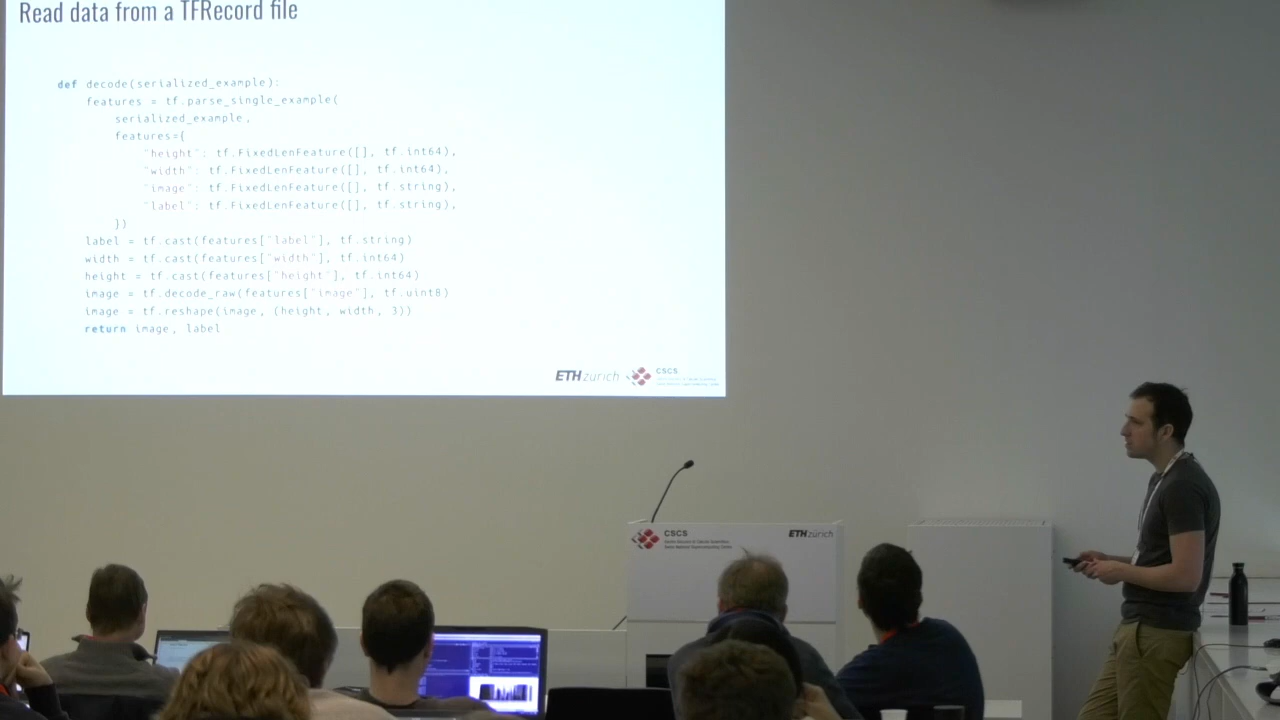 Read data from a TFRecord file
def decode(serialized_example):
features = tf.parse_single_example(
serialized_example,
features={
"height": tf.FixedLenFeature([], tf.int64),
"width": tf.FixedLenFeature([], tf.int64),
"image": tf.FixedLenFeature([], tf.string),
"label": tf.FixedLenFeature([], tf.string),
})
label = tf.cast(features["label"], tf.string)
width = tf.cast(features["width"], tf.int64)
height = tf.cast(features["height"], tf.int64)
image = tf.decode_raw(features["image"], tf.uint8)
image = tf.reshape(image, (height, width, 3))
return image, label
ETH zürich CSCS
CSCS ETH zürich